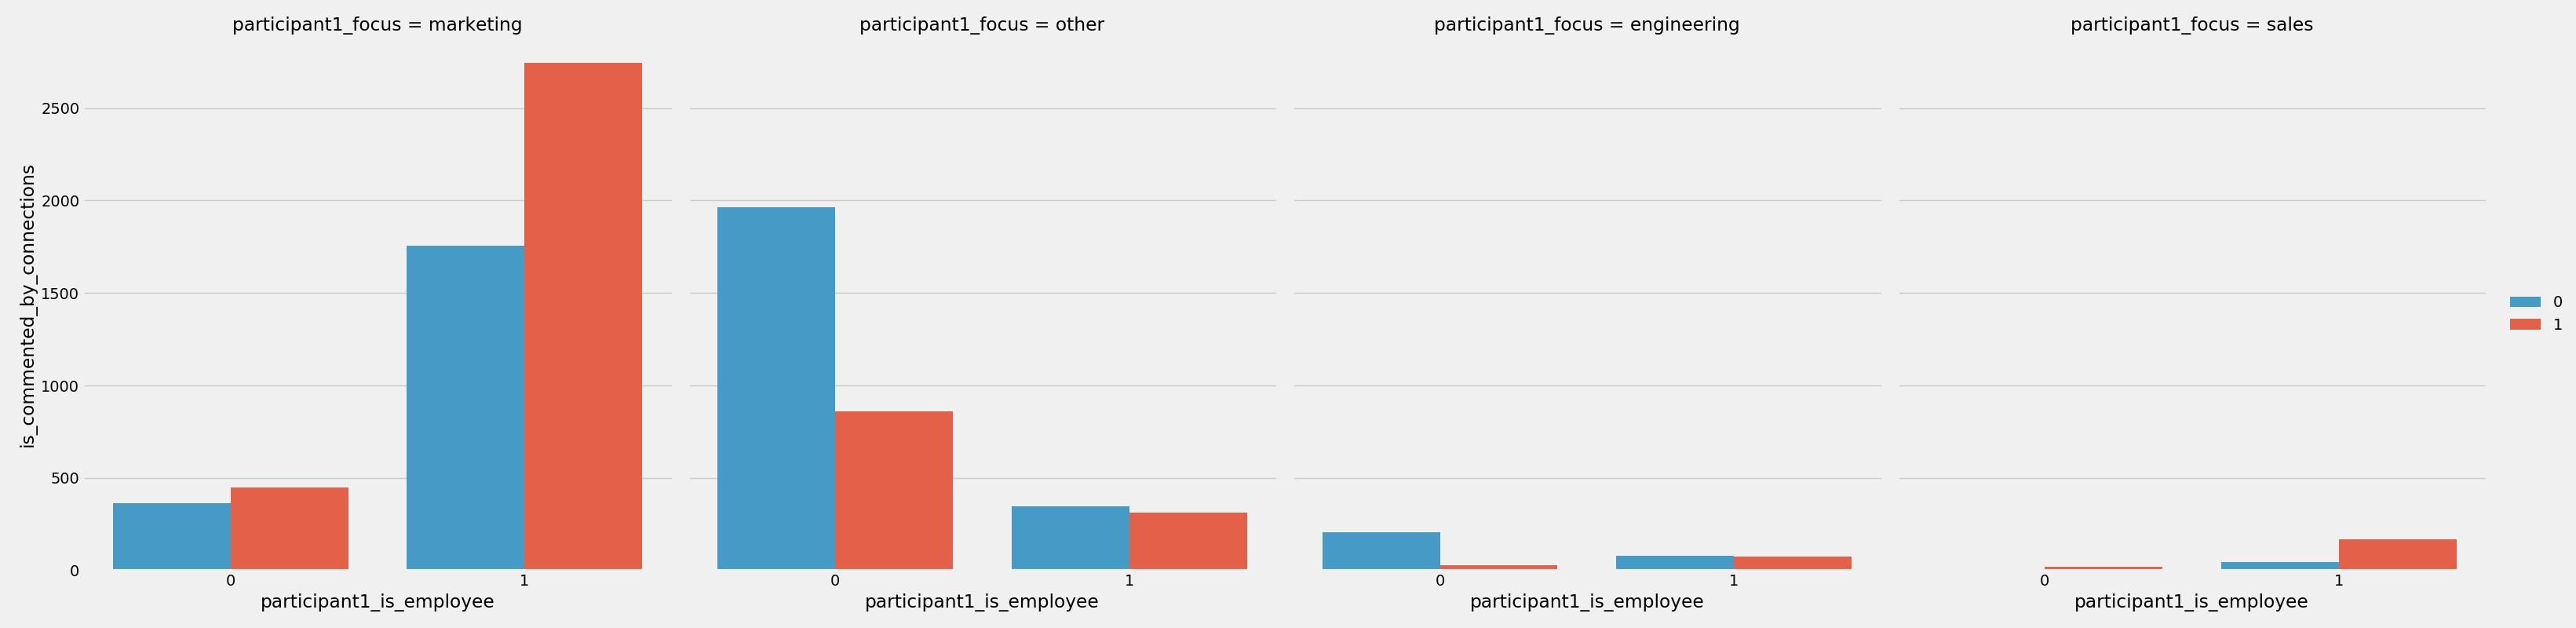 participant1_focus = marketing
participant1_focus = other
participant1_focus = engineering
participant1_focus = sales
is_commented_by_connections
2500
2000
1500
1000
500
0
0 1
0 1
0 1
0 1
participant1_is_employee
participant1_is_employee
participant1_is_employee
participant1_is_employee
0
1